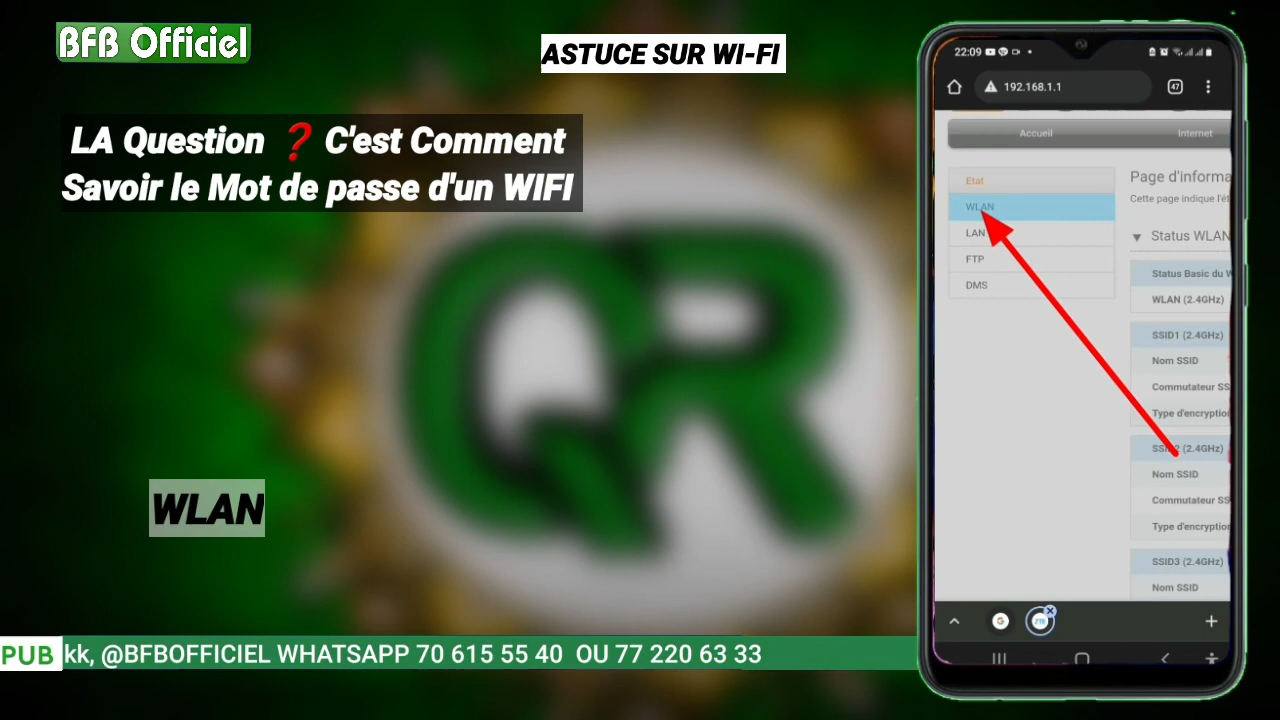 BFB Officiel
ASTUCE SUR WI-FI
LA Question ❓ C'est Comment
Savoir le Mot de passe d'un WIFI
WLAN
PUB kk, @BFBOFFICIEL WHATSAPP 70 615 55 40 OU 77 220 63 33
22:09
192.168.1.1
47
Accueil
Internet
Etat
WLAN
LAN
FTP
DMS
Page d'informa
Cette page indique l'ét
▼ Status WLAN
Status Basic du W
WLAN (2.4GHz)
SSID1 (2.4GHz)
Nom SSID
Commutateur SS
Type d'encryptio
SSID2 (2.4GHz)
Nom SSID
Commutateur SS
Type d'encryption
SSID3 (2.4GHz)
Nom SSID